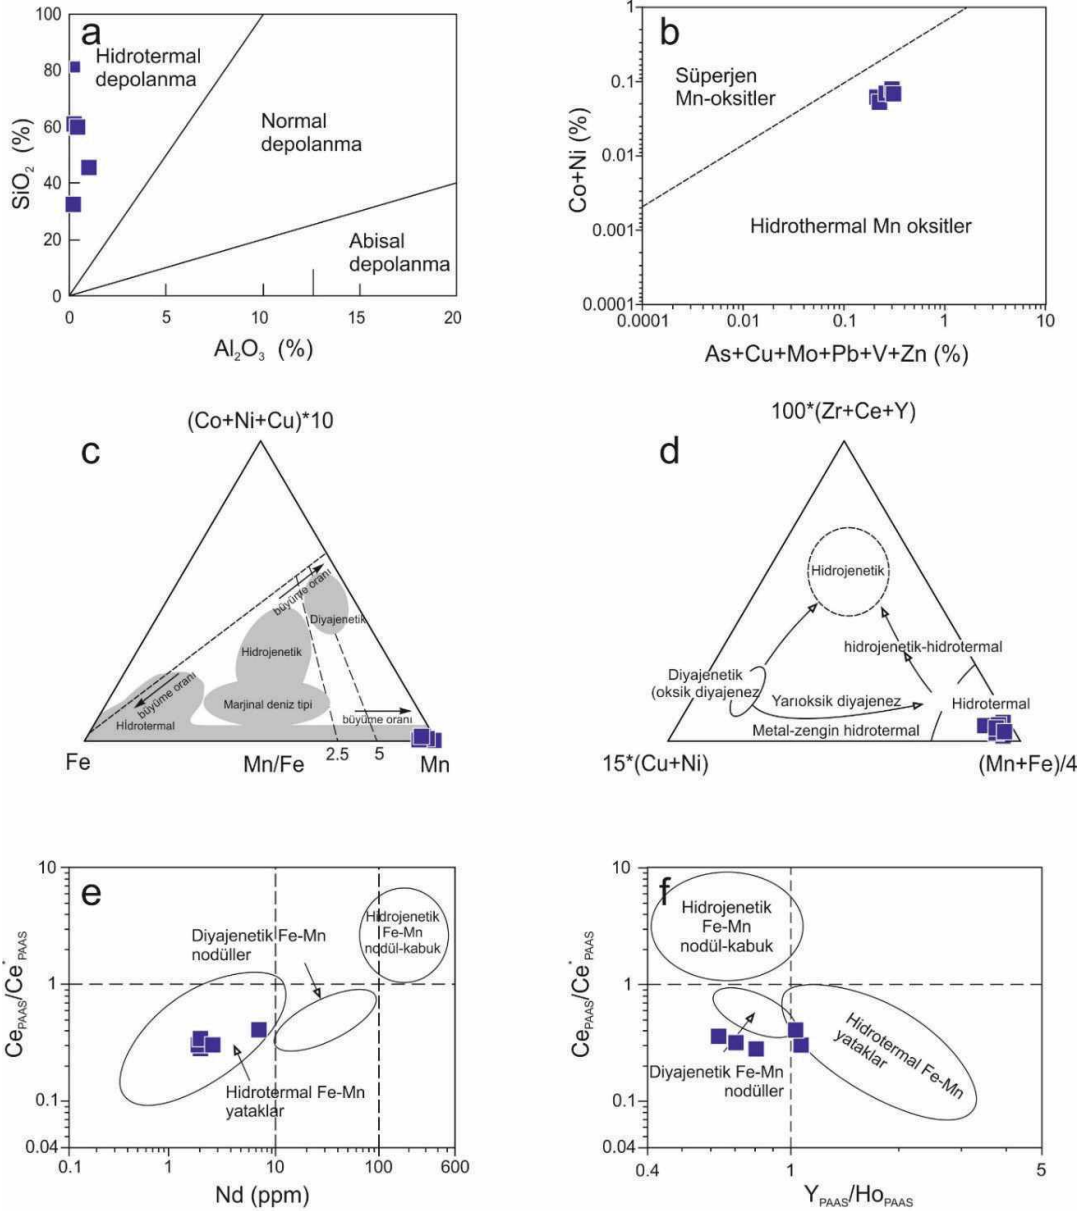 a
100
80
60
40
20
0
SiO₂ (%)
Hidrotermal
depolanma
Normal
depolanma
Abisal
depolanma
0
5
10
15
20
Al₂O₃ (%)
b
1
0.1
0.01
0.001
0.0001
Co+Ni (%)
Süperjen
Mn-oksitler
Hidrothermal Mn oksitler
0.0001
0.01
0.1
1
10
As+Cu+Mo+Pb+V+Zn (%)
c
(Co+Ni+Cu)*10
büyüme oranı
Diyajenetik
Hidrojenetik
büyüme oranı
Hidrotermal
Marjinal deniz tipi
büyüme oranı
Fe
Mn/Fe
2.5
5
Mn
d
100*(Zr+Ce+Y)
Hidrojenetik
hidrojenetik-hidrotermal
Diyajenetik
(oksik diyajenez
Yarıoksik diyajenez
Hidrotermal
Metal-zengin hidrotermal
15*(Cu+Ni)
(Mn+Fe)/4
e
10
1
0.1
0.04
Ce PAAS/Ce* PAAS
Hidrojenetik
Fe-Mn
nodül-kabuk
Diyajenetik Fe-Mn
nodüller
Hidrotermal Fe-Mn
yataklar
0.1
1
10
100
600
Nd (ppm)
f
10
1
0.1
0.04
Ce PAAS/Ce* PAAS
Hidrojenetik
Fe-Mn
nodül-kabuk
Hidrotermal Fe-Mn
yataklar
Diyajenetik Fe-Mn
nodüller
0.4
1
5
Y PAAS/Ho PAAS